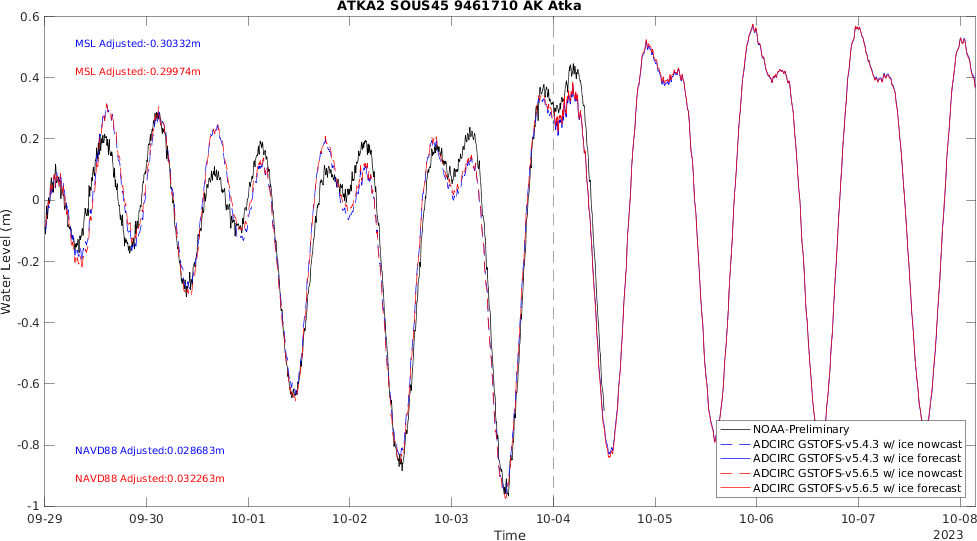 ATKA2 SOUS45 9461710 AK Atka
0.6
0.4
0.2
0
-0.2
-0.4
-0.6
-0.8
-1
Water Level (m)
MSL Adjusted:-0.30332m
MSL Adjusted:-0.29974m
NAVD88 Adjusted:0.028683m
NAVD88 Adjusted:0.032263m
NOAA-Preliminary
ADCIRC GSTOFS-v5.4.3 w/ ice nowcast
ADCIRC GSTOFS-v5.4.3 w/ ice forecast
ADCIRC GSTOFS-v5.6.5 w/ ice nowcast
ADCIRC GSTOFS-v5.6.5 w/ ice forecast
09-29 09-30 10-01 10-02 10-03 10-04 10-05 10-06 10-07 10-08
Time
2023